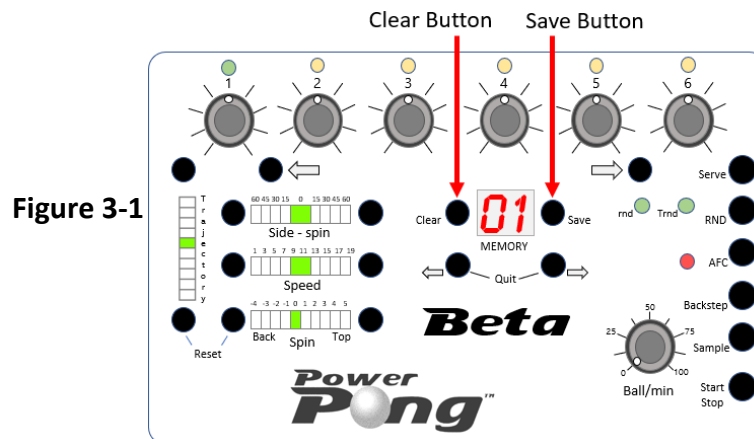 Clear Button Save Button
1 2 3 4 5 6
Figure 3-1
Serve
60 45 30 15 0 15 30 45 60
Side - spin
Trajectory
Clear
01
Save
MEMORY
rnd
Trnd
RND
1 3 5 7 9 11 13 15 17 19
Speed
Quit
AFC
-4 -3 -2 -1 0 1 2 3 4 5
Back
Spin
Top
Reset
Beta
Backstep
50
25
75
0
100
Ball/min
Sample
Start
Stop
Power
Pong™